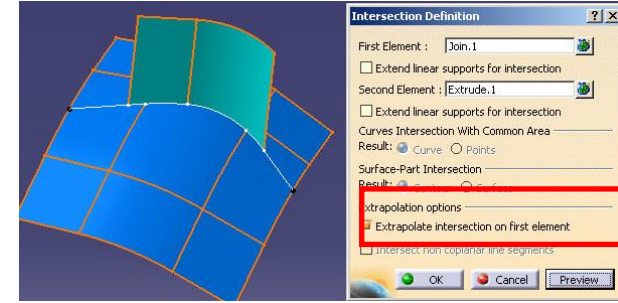 Intersection Definition
First Element : Join.1
Extend linear supports for intersection
Second Element : Extrude.1
Extend linear supports for intersection
Curves Intersection With Common Area
Result: Curve Points
Surface-Part Intersection
Result: Contour Surface
xtrapolation options
Extrapolate intersection on first element
Intersect non coplanar line segments
OK Cancel Preview